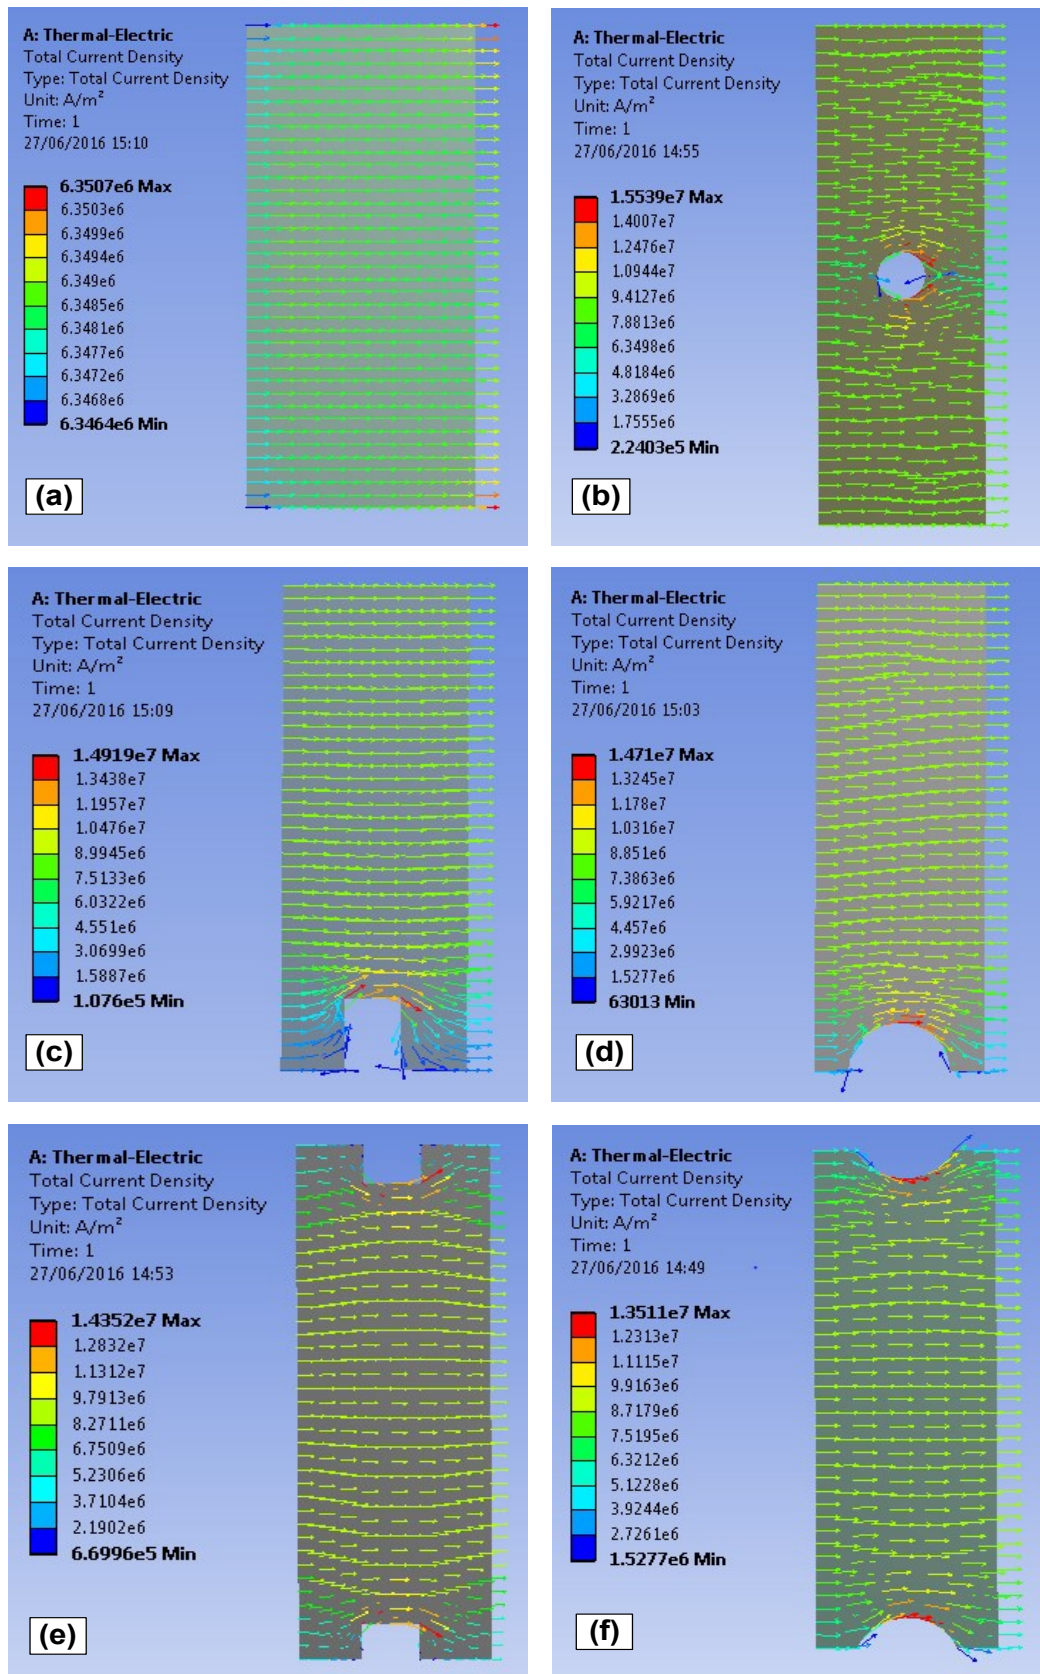 A: Thermal-Electric
Total Current Density
Type: Total Current Density
Unit: A/m²
Time: 1
27/06/2016 15:10
6.3507e6 Max
6.3503e6
6.3499e6
6.3494e6
6.349e6
6.3485e6
6.3481e6
6.3477e6
6.3472e6
6.3468e6
6.3464e6 Min
(a)
A: Thermal-Electric
Total Current Density
Type: Total Current Density
Unit: A/m²
Time: 1
27/06/2016 14:55
1.5539e7 Max
1.4007e7
1.2476e7
1.0944e7
9.4127e6
7.8813e6
6.3498e6
4.8184e6
3.2869e6
1.7555e6
2.2403e5 Min
(b)
A: Thermal-Electric
Total Current Density
Type: Total Current Density
Unit: A/m²
Time: 1
27/06/2016 15:09
1.4919e7 Max
1.3438e7
1.1957e7
1.0476e7
8.9945e6
7.5133e6
6.0322e6
4.551e6
3.0699e6
1.5887e6
1.076e5 Min
(c)
A: Thermal-Electric
Total Current Density
Type: Total Current Density
Unit: A/m²
Time: 1
27/06/2016 15:03
1.471e7 Max
1.3245e7
1.178e7
1.0316e7
8.851e6
7.3863e6
5.9217e6
4.457e6
2.9923e6
1.5277e6
63013 Min
(d)
A: Thermal-Electric
Total Current Density
Type: Total Current Density
Unit: A/m²
Time: 1
27/06/2016 14:53
1.4352e7 Max
1.2832e7
1.1312e7
9.7913e6
8.2711e6
6.7509e6
5.2306e6
3.7104e6
2.1902e6
6.6996e5 Min
(e)
A: Thermal-Electric
Total Current Density
Type: Total Current Density
Unit: A/m²
Time: 1
27/06/2016 14:49
1.3511e7 Max
1.2313e7
1.1115e7
9.9163e6
8.7179e6
7.5195e6
6.3212e6
5.1228e6
3.9244e6
2.7261e6
1.5277e6 Min
(f)